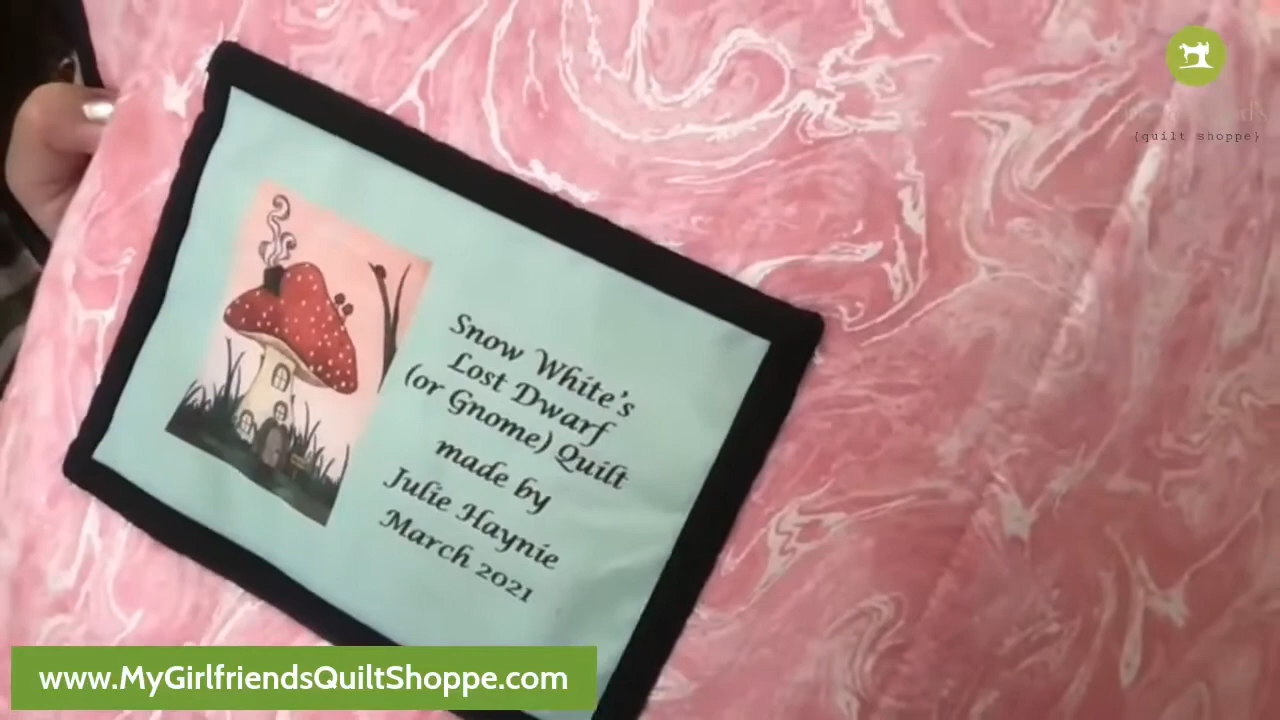 {quilt shoppe}
Snow White's
Lost Dwarf
(or Gnome) Quilt
made by
Julie Haynie
March 2021
www.MyGirlfriendsQuiltShoppe.com